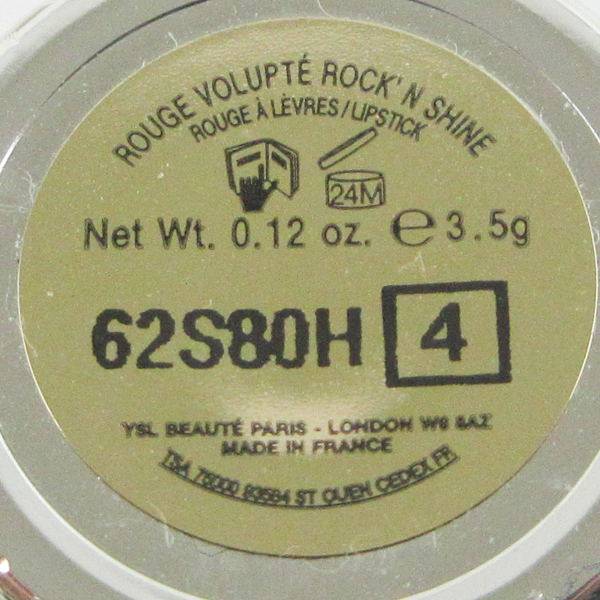 ROUGE VOLUPTÉ ROCK' N SHINE
ROUGE À LÈVRES / LIPSTICK
24M
Net Wt. 0.12 oz. ℮ 3.5g
62S80H 4
YSL BEAUTÉ PARIS - LONDON W6 8AZ
MADE IN FRANCE
TSA 75000 93584 ST OUEN CEDEX FR